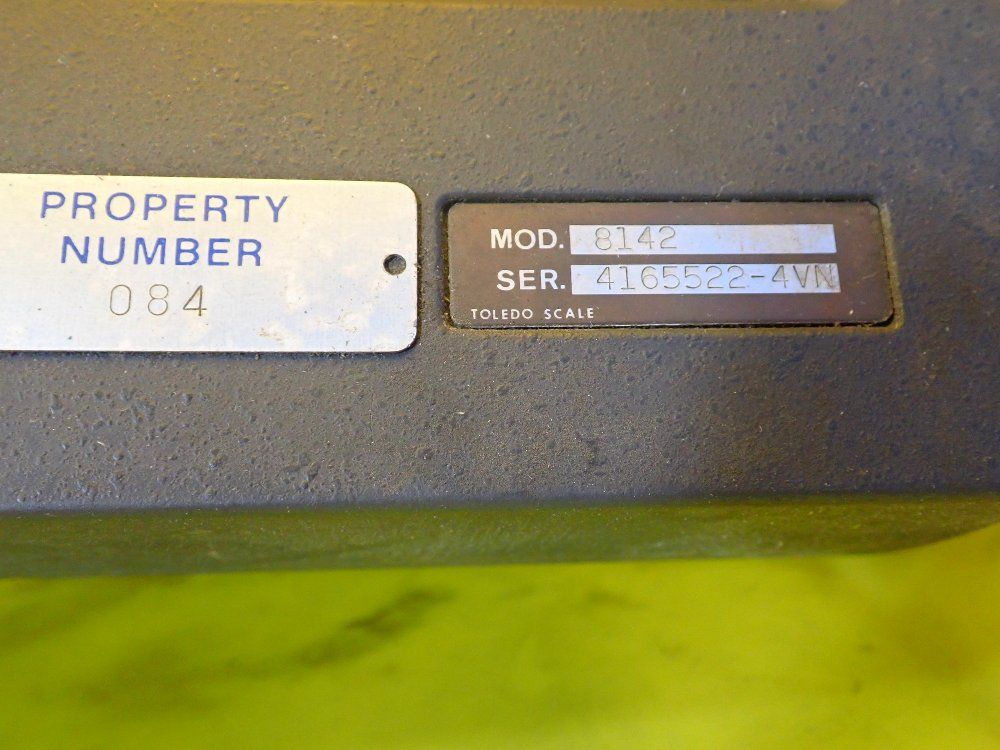 PROPERTY
NUMBER
084
MOD. 8142
SER. 4165522-4VN
TOLEDO SCALE